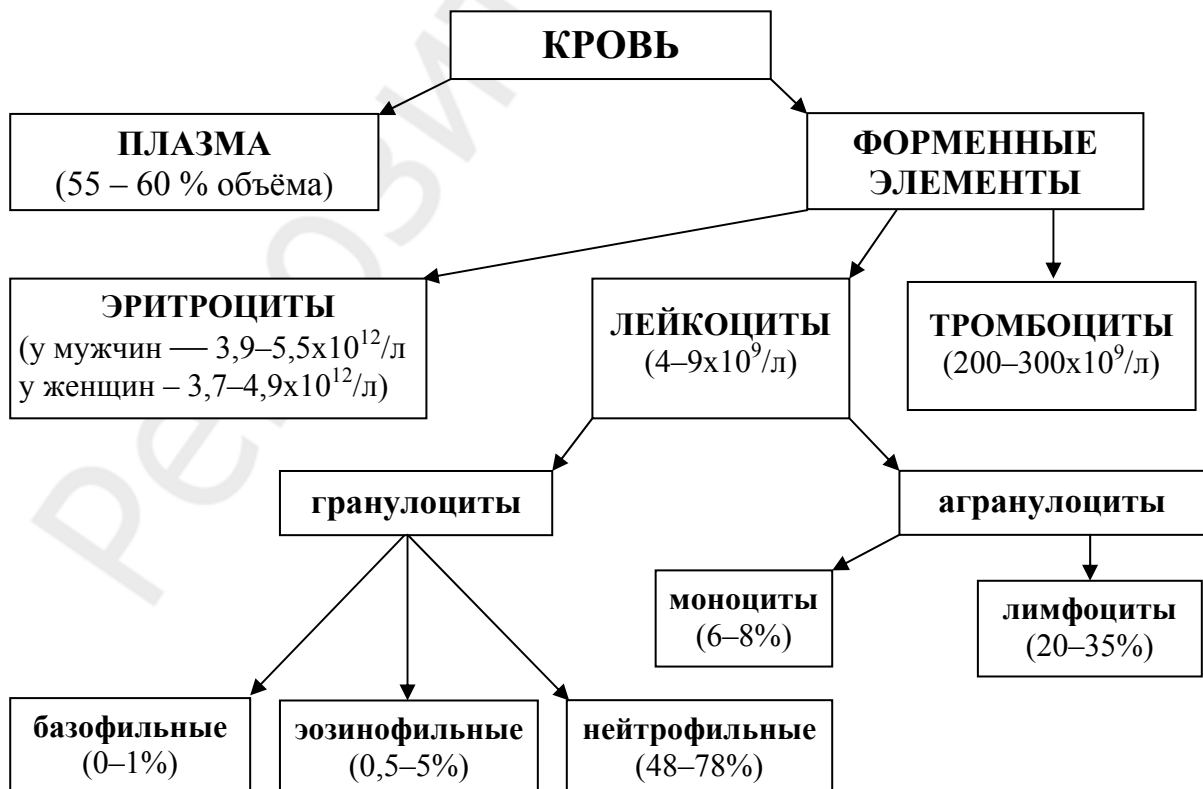 КРОВЬ
ПЛАЗМА
(55 – 60 % объёма)
ФОРМЕННЫЕ
ЭЛЕМЕНТЫ
ЭРИТРОЦИТЫ
(у мужчин –– 3,9–5,5х10¹²/л
у женщин – 3,7–4,9х10¹²/л)
ЛЕЙКОЦИТЫ
(4–9х10⁹/л)
ТРОМБОЦИТЫ
(200–300х10⁹/л)
гранулоциты
агранулоциты
моноциты
(6–8%)
лимфоциты
(20–35%)
базофильные
(0–1%)
эозинофильные
(0,5–5%)
нейтрофильные
(48–78%)
Репозит